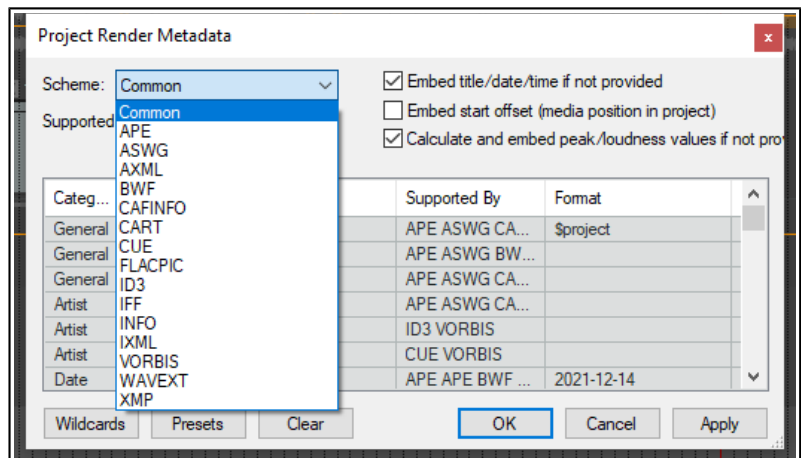 Project Render Metadata
x
Scheme: Common
Embed title/date/time if not provided
Embed start offset (media position in project)
Calculate and embed peak/loudness values if not pro
Supported
Common
APE
ASWG
AXML
BWF
CAFINFO
CART
CUE
FLACPIC
ID3
IFF
INFO
IXML
VORBIS
WAVEXT
XMP
Categ... Supported By Format
General APE ASWG CA... $project
General APE ASWG BW...
General APE ASWG CA...
Artist APE ASWG CA...
Artist ID3 VORBIS
Artist CUE VORBIS
Date APE APE BWF ... 2021-12-14
Wildcards Presets Clear OK Cancel Apply